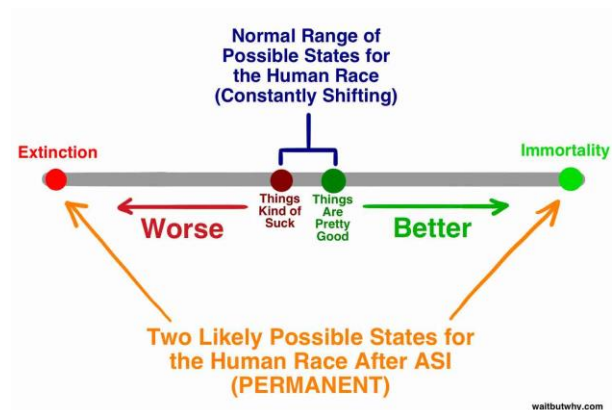 Normal Range of
Possible States for
the Human Race
(Constantly Shifting)
Extinction
Immortality
Things
Kind of
Suck
Things
Are
Pretty
Good
Worse
Better
Two Likely Possible States for
the Human Race After ASI
(PERMANENT)
waitbutwhy.com